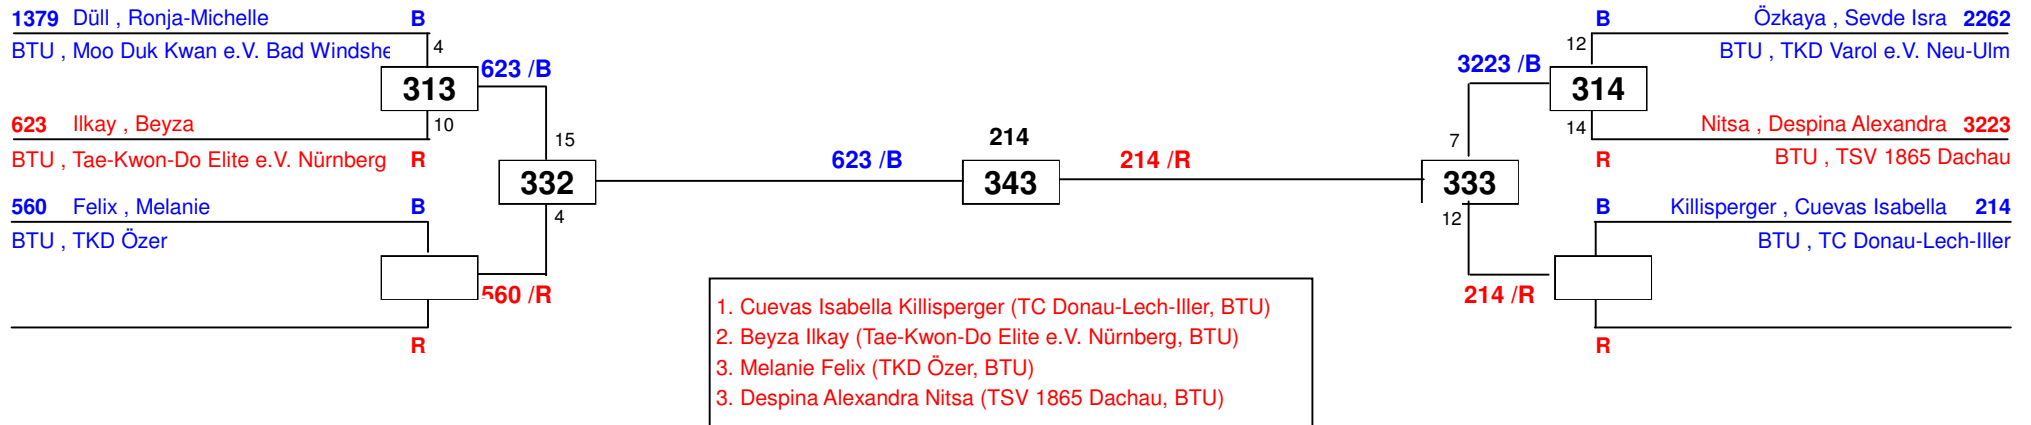 1379 Düll , Ronja-Michelle B
BTU , Moo Duk Kwan e.V. Bad Windshe
4
313
623 /B
10
623 Ilkay , Beyza
BTU , Tae-Kwon-Do Elite e.V. Nürnberg R
15
332
4
560 Felix , Melanie B
BTU , TKD Özer
560 /R
R
623 /B
214
343
214 /R
B Özkaya , Sevde Isra 2262
BTU , TKD Varol e.V. Neu-Ulm
12
3223 /B
314
14
Nitsa , Despina Alexandra 3223
R BTU , TSV 1865 Dachau
7
333
12
B Killisperger , Cuevas Isabella 214
BTU , TC Donau-Lech-Iller
214 /R
R
1. Cuevas Isabella Killisperger (TC Donau-Lech-Iller, BTU)
2. Beyza Ilkay (Tae-Kwon-Do Elite e.V. Nürnberg, BTU)
3. Melanie Felix (TKD Özer, BTU)
3. Despina Alexandra Nitsa (TSV 1865 Dachau, BTU)